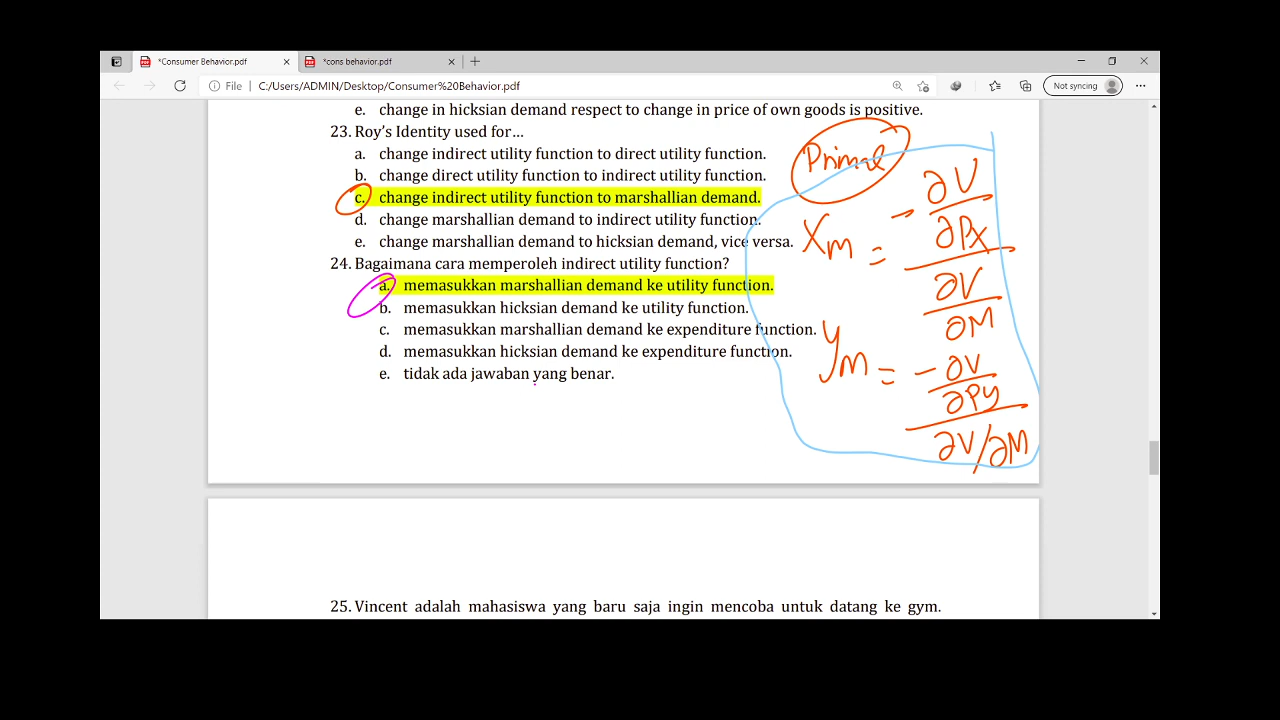 *Consumer Behavior.pdf
*cons behavior.pdf
File C:/Users/ADMIN/Desktop/Consumer%20Behavior.pdf
Not syncing
e. change in hicksian demand respect to change in price of own goods is positive.
23. Roy's Identity used for…
a. change indirect utility function to direct utility function.
b. change direct utility function to indirect utility function.
c. change indirect utility function to marshallian demand.
d. change marshallian demand to indirect utility function.
e. change marshallian demand to hicksian demand, vice versa.
24. Bagaimana cara memperoleh indirect utility function?
a. memasukkan marshallian demand ke utility function.
b. memasukkan hicksian demand ke utility function.
c. memasukkan marshallian demand ke expenditure function.
d. memasukkan hicksian demand ke expenditure function.
e. tidak ada jawaban yang benar.
Primal
Xm = - ∂V
∂Px
∂V
∂M
ym = - ∂V
∂Py
∂V/∂M
25. Vincent adalah mahasiswa yang baru saja ingin mencoba untuk datang ke gym.